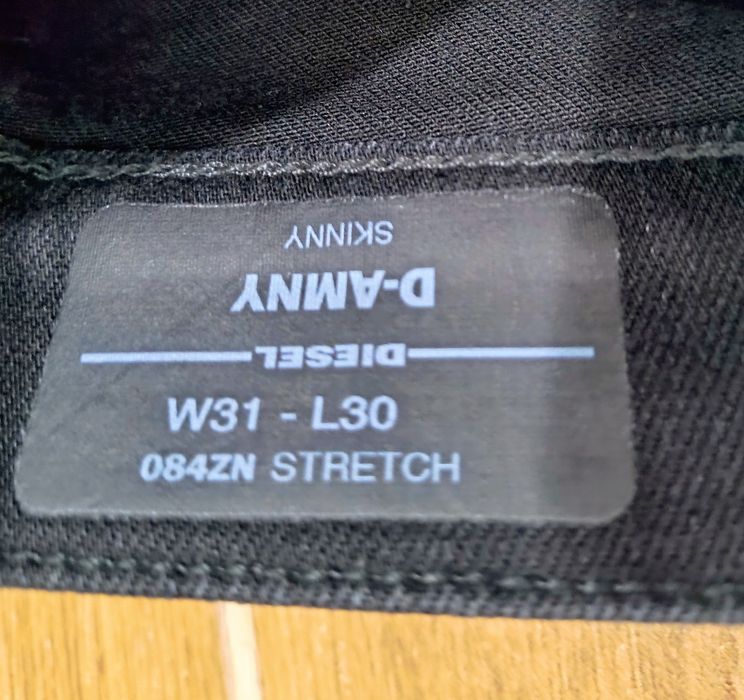 SKINNY
D-AMNY
DIESEL
W31 - L30
084ZN STRETCH